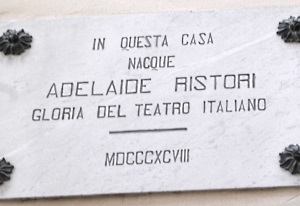 IN QUESTA CASA
NACQUE
ADELAIDE RISTORI
GLORIA DEL TEATRO ITALIANO
MDCCCXCVIII